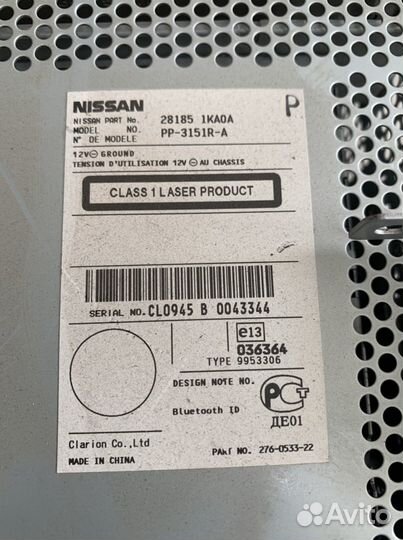 NISSAN
P
NISSAN PART No. 28185 1KA0A
MODEL NO. PP-3151R-A
N° DE MODELE
12V⊖ GROUND
TENSION D'UTILISATION 12V ⊖ AU CHASSIS
CLASS 1 LASER PRODUCT
SERIAL NO. CL0945 B 0043344
e13
036364
TYPE 9953306
DESIGN NOTE NO.
РСТ
Bluetooth ID
ДЕ01
Clarion Co.,Ltd
MADE IN CHINA
PART NO. 276-0533-22
Avito